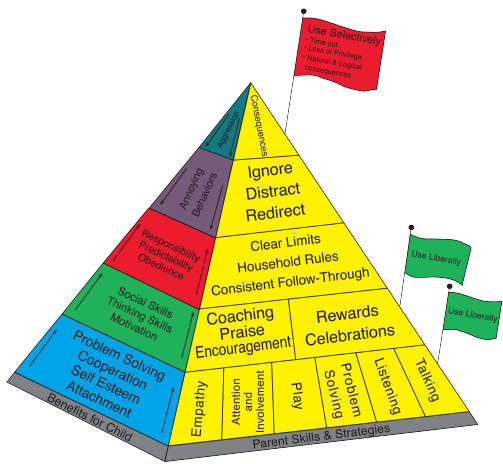 Use Selectively
• Time out
• Loss of Privilege
• Natural & Logical
consequences
Aggression
Consequences
Annoying
Behaviors
Ignore
Distract
Redirect
Responsibility
Predictability
Obedience
Clear Limits
Household Rules
Consistent Follow-Through
Use Liberally
Use Liberally
Social Skills
Thinking Skills
Motivation
Coaching
Praise
Encouragement
Rewards
Celebrations
Problem Solving
Cooperation
Self Esteem
Attachment
Empathy
Attention
and
Involvement
Play
Problem
Solving
Listening
Talking
Benefits for Child
Parent Skills & Strategies